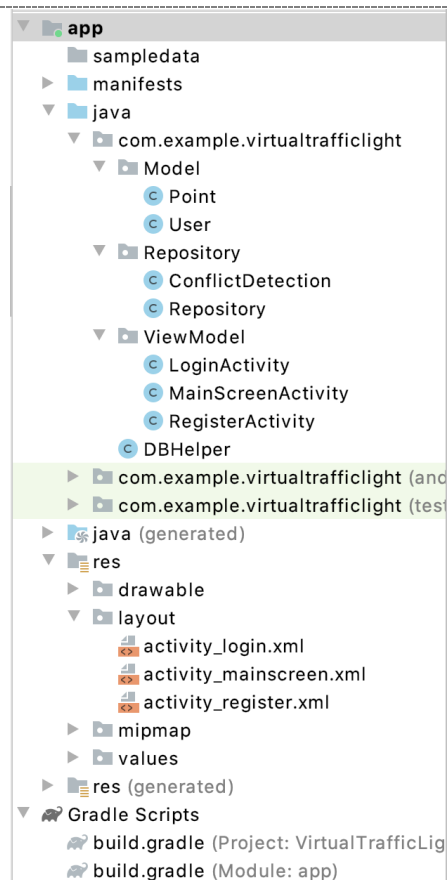 app
sampledata
manifests
java
com.example.virtualtrafficlight
Model
Point
User
Repository
ConflictDetection
Repository
ViewModel
LoginActivity
MainScreenActivity
RegisterActivity
DBHelper
com.example.virtualtrafficlight (and
com.example.virtualtrafficlight (test
java (generated)
res
drawable
layout
activity_login.xml
activity_mainscreen.xml
activity_register.xml
mipmap
values
res (generated)
Gradle Scripts
build.gradle (Project: VirtualTrafficLig
build.gradle (Module: app)